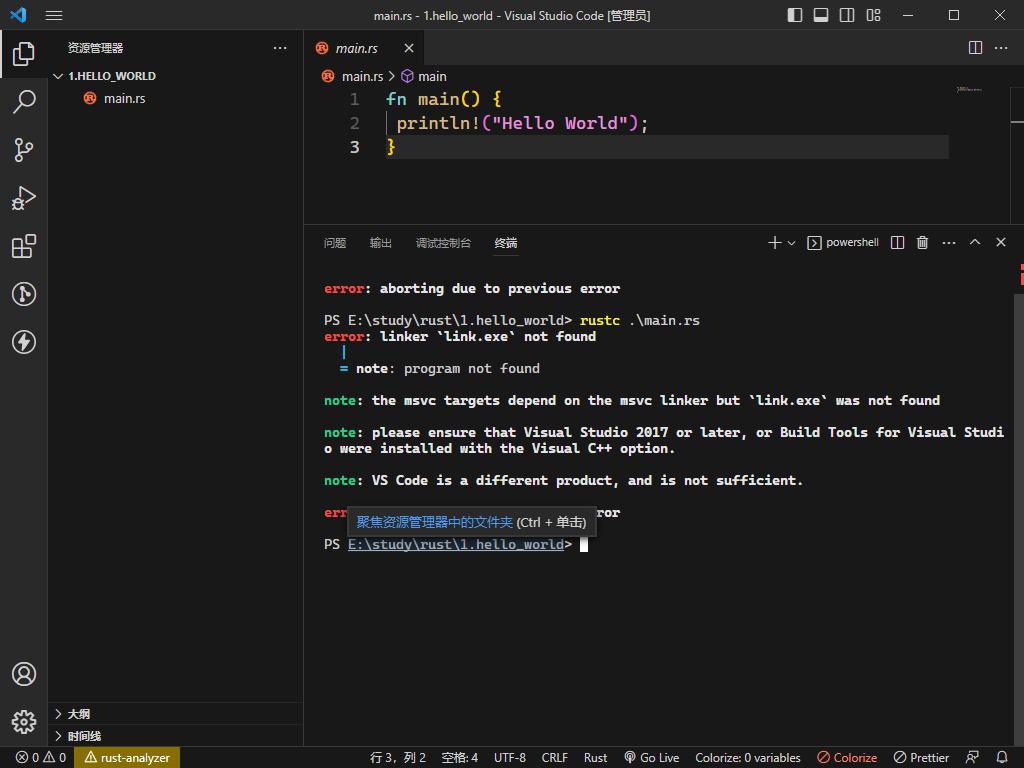 main.rs - 1.hello_world - Visual Studio Code [管理员]
资源管理器
1.HELLO_WORLD
main.rs
大纲
时间线
main.rs
main.rs > main
1 fn main() {
2 println!("Hello World");
3 }
问题 输出 调试控制台 终端
powershell
error: aborting due to previous error
PS E:\study\rust\1.hello_world> rustc .\main.rs
error: linker `link.exe` not found
|
= note: program not found
note: the msvc targets depend on the msvc linker but `link.exe` was not found
note: please ensure that Visual Studio 2017 or later, or Build Tools for Visual Studi
o were installed with the Visual C++ option.
note: VS Code is a different product, and is not sufficient.
err
ror
聚焦资源管理器中的文件夹 (Ctrl + 单击)
PS E:\study\rust\1.hello_world>
0 0 rust-analyzer 行 3，列 2 空格: 4 UTF-8 CRLF Rust Go Live Colorize: 0 variables Colorize Prettier